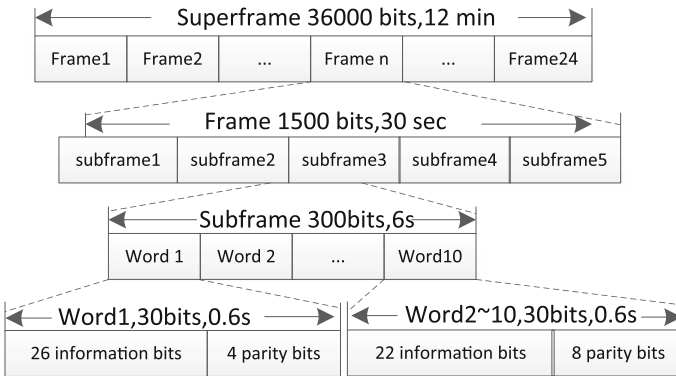 Superframe 36000 bits,12 min
Frame1 Frame2 ... Frame n ... Frame24
Frame 1500 bits,30 sec
subframe1 subframe2 subframe3 subframe4 subframe5
Subframe 300bits,6s
Word 1 Word 2 ... Word10
Word1,30bits,0.6s Word2~10,30bits,0.6s
26 information bits 4 parity bits 22 information bits 8 parity bits